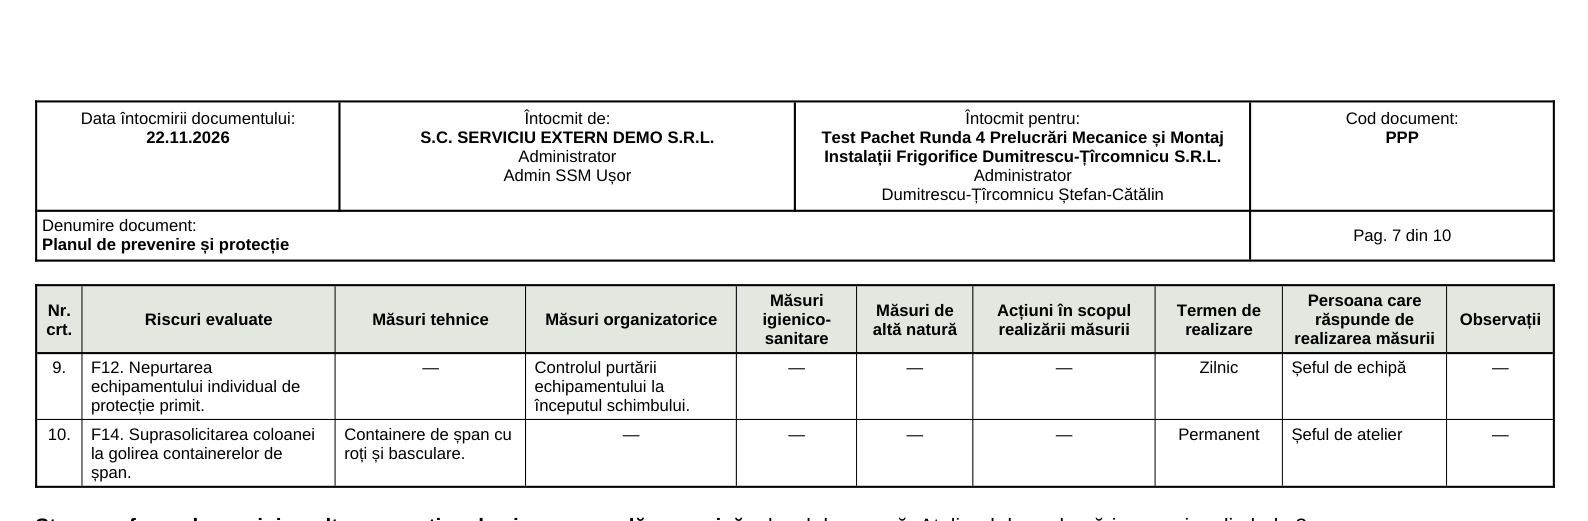 Data întocmirii documentului:
22.11.2026
Întocmit de:
S.C. SERVICIU EXTERN DEMO S.R.L.
Administrator
Admin SSM Ușor
Întocmit pentru:
Test Pachet Runda 4 Prelucrări Mecanice și Montaj
Instalații Frigorifice Dumitrescu-Țîrcomnicu S.R.L.
Administrator
Dumitrescu-Țîrcomnicu Ștefan-Cătălin
Cod document:
PPP
Denumire document:
Planul de prevenire și protecție
Pag. 7 din 10
Nr.
crt.
Riscuri evaluate
Măsuri tehnice
Măsuri organizatorice
Măsuri
igienico-
sanitare
Măsuri de
altă natură
Acțiuni în scopul
realizării măsurii
Termen de
realizare
Persoana care
răspunde de
realizarea măsurii
Observații
9.
F12. Nepurtarea
echipamentului individual de
protecție primit.
—
Controlul purtării
echipamentului la
începutul schimbului.
—
—
—
Zilnic
Șeful de echipă
—
10.
F14. Suprasolicitarea coloanei
la golirea containerelor de
șpan.
Containere de șpan cu
roți și basculare.
—
—
—
—
Permanent
Șeful de atelier
—